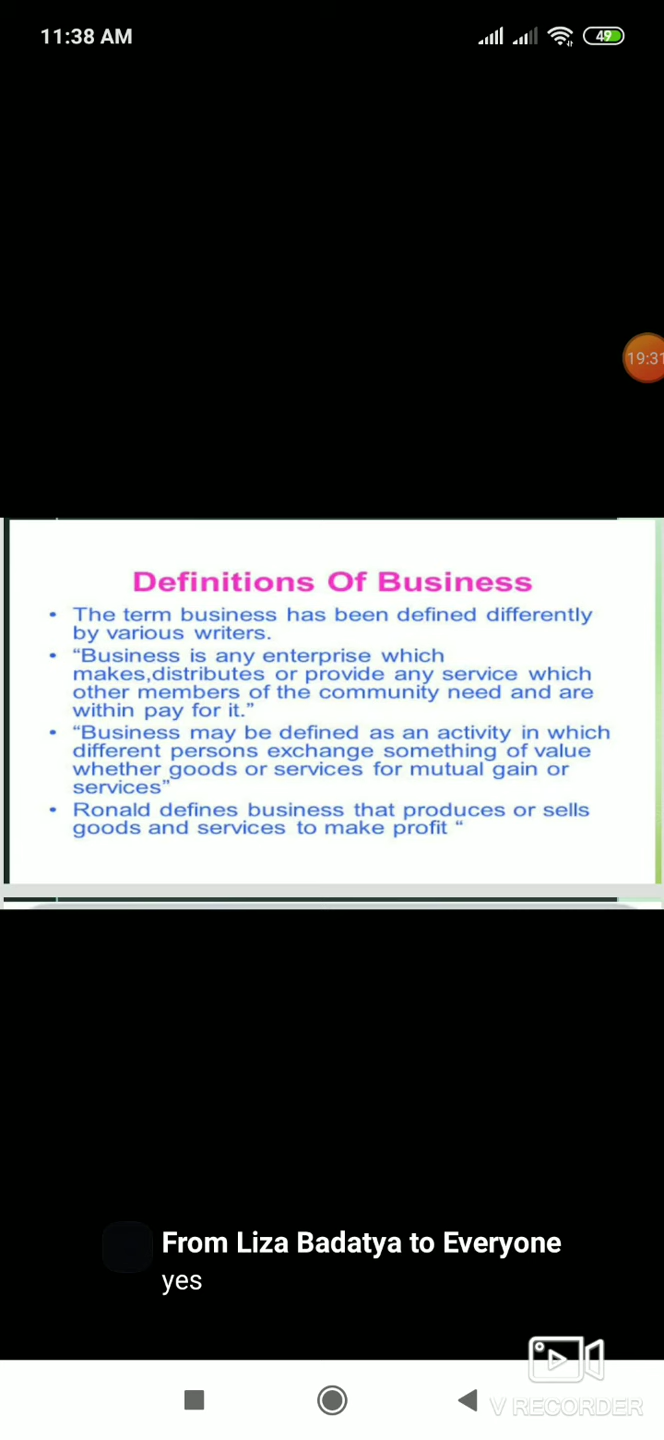 11:38 AM
49
19:31
Definitions Of Business
• The term business has been defined differently
by various writers.
• “Business is any enterprise which
makes,distributes or provide any service which
other members of the community need and are
within pay for it.”
• “Business may be defined as an activity in which
different persons exchange something of value
whether goods or services for mutual gain or
services”
• Ronald defines business that produces or sells
goods and services to make profit “
From Liza Badatya to Everyone
yes
V RECORDER